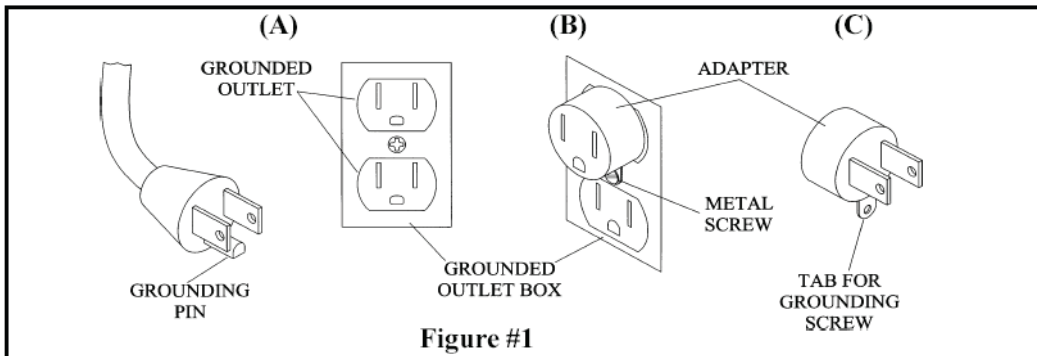 (A)
(B)
(C)
GROUNDED
OUTLET
ADAPTER
METAL
SCREW
GROUNDING
PIN
GROUNDED
OUTLET BOX
TAB FOR
GROUNDING
SCREW
Figure #1